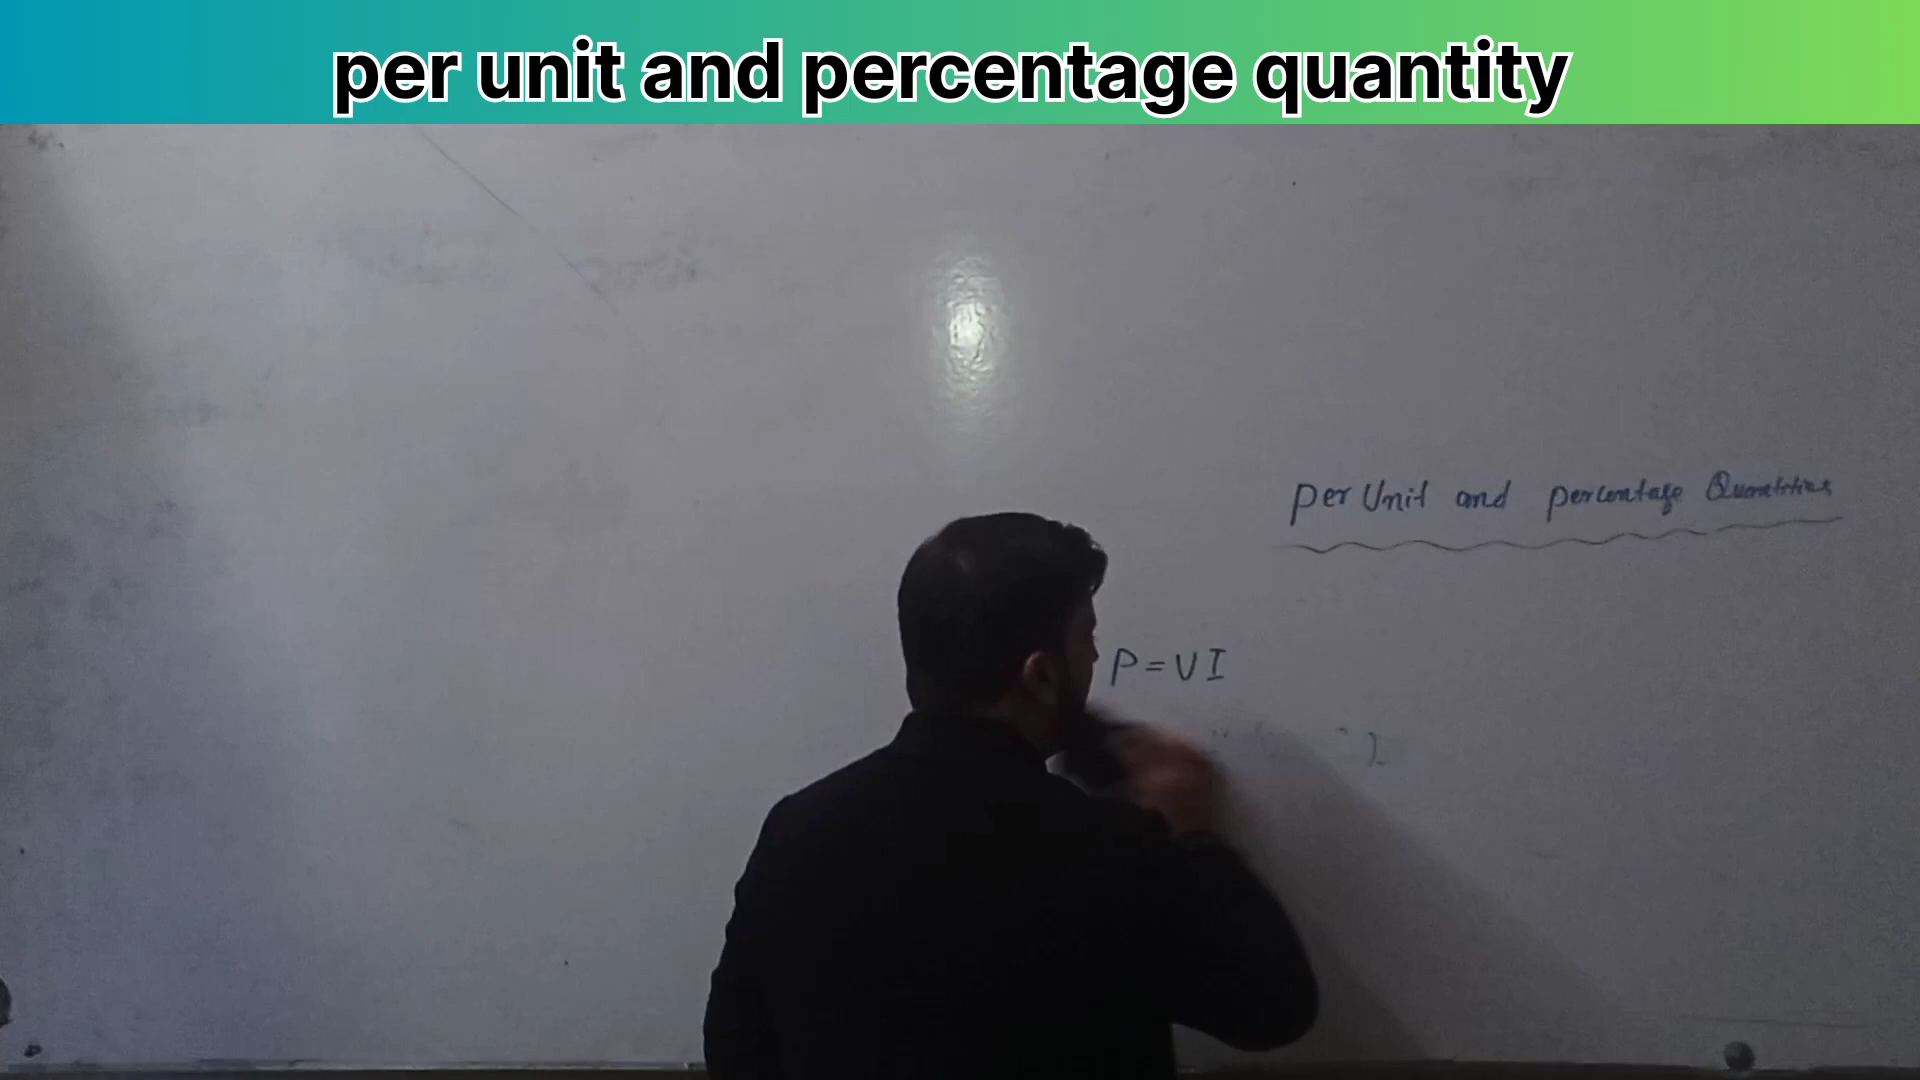 per unit and percentage quantity
per Unit and percentage Quantities
P = VI